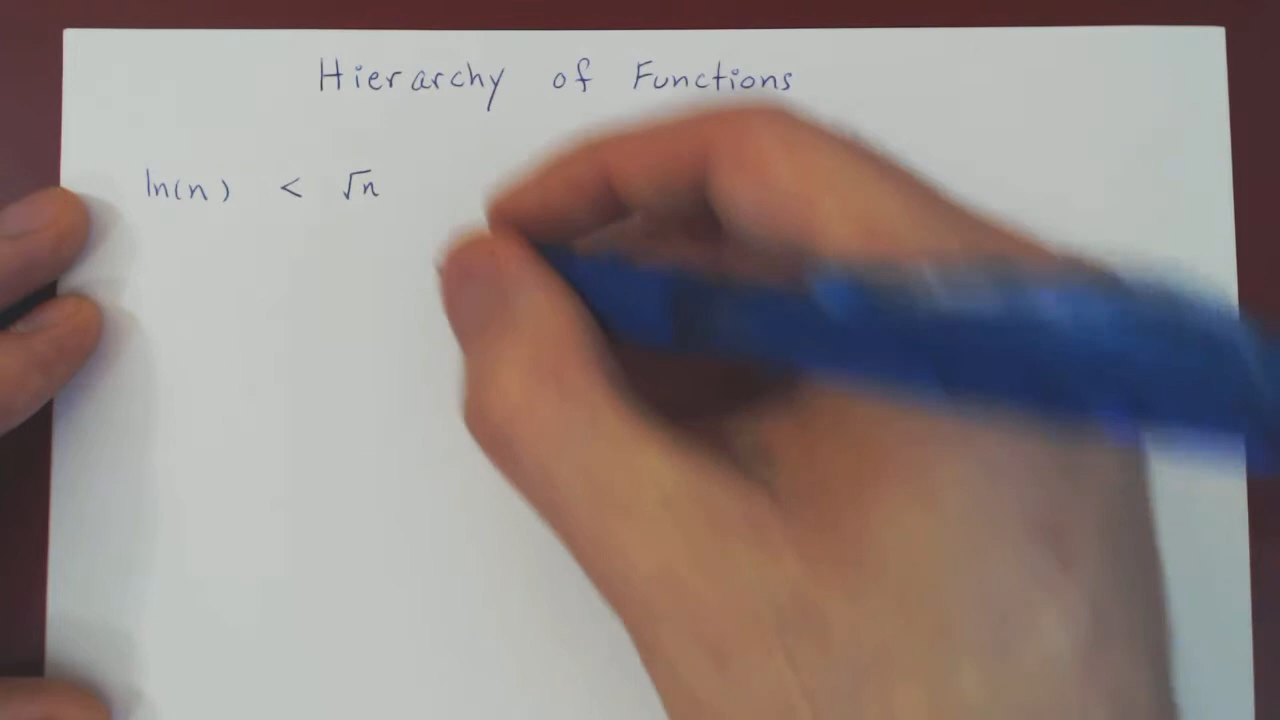 Hierarchy of Functions
ln(n) < √n